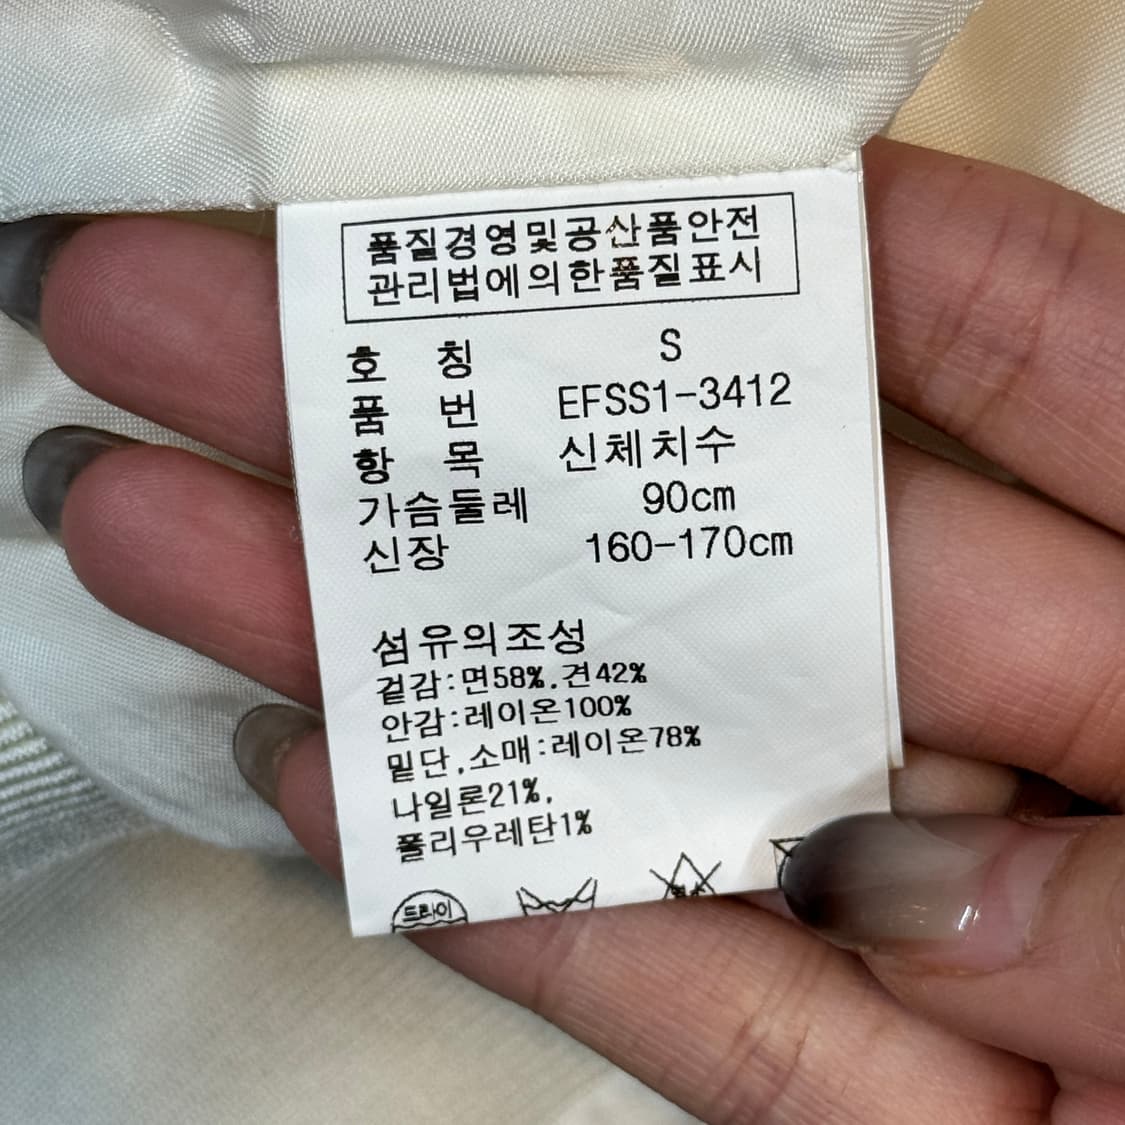 품질경영및공산품안전
관리법에의한품질표시
호 칭 S
품 번 EFSS1-3412
항 목 신체치수
가슴둘레 90cm
신장 160-170cm
섬유의조성
겉감:면58%,견42%
안감:레이온100%
밑단,소매:레이온78%
나일론21%,
폴리우레탄1%
드라이